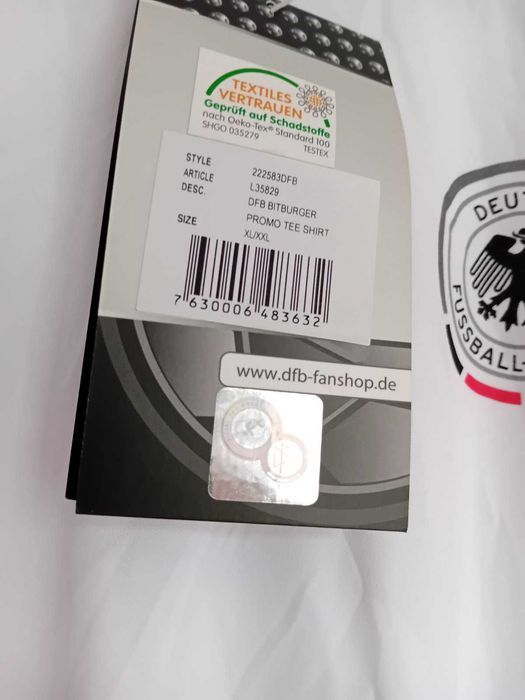 TEXTILES
VERTRAUEN
Geprüft auf Schadstoffe
nach Oeko-Tex® Standard 100
SHGO 035279
TESTEX
STYLE 222583DFB
ARTICLE L35829
DESC. DFB BITBURGER
PROMO TEE SHIRT
SIZE XL/XXL
7 630006 483632
www.dfb-fanshop.de
DEUT
FUSSBALL-